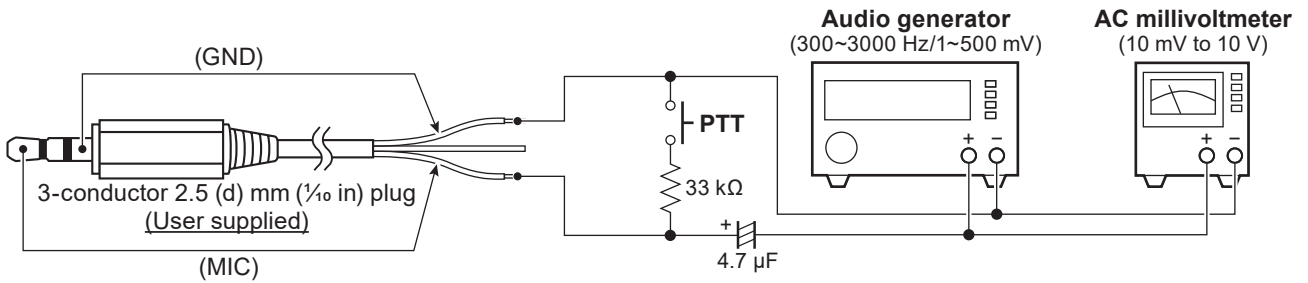 Audio generator
(300~3000 Hz/1~500 mV)
AC millivoltmeter
(10 mV to 10 V)
(GND)
PTT
+ −
+ −
3-conductor 2.5 (d) mm (1⁄10 in) plug
(User supplied)
33 kΩ
+
4.7 µF
(MIC)